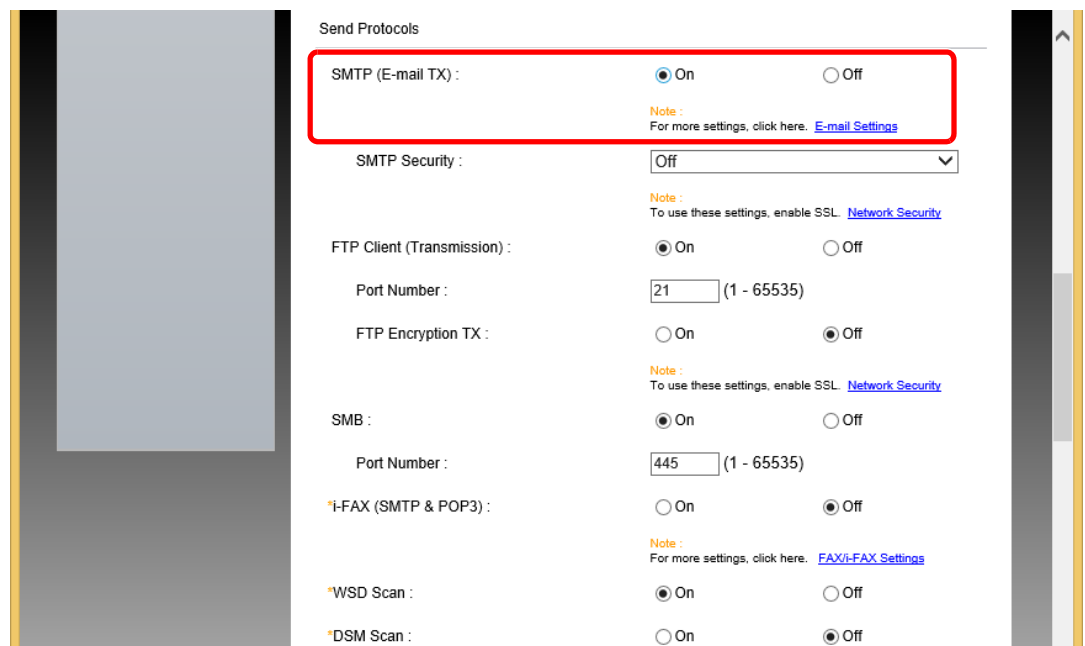 Send Protocols
SMTP (E-mail TX) : On Off
Note :
For more settings, click here. E-mail Settings
SMTP Security : Off
Note :
To use these settings, enable SSL. Network Security
FTP Client (Transmission) : On Off
Port Number : 21 (1 - 65535)
FTP Encryption TX : On Off
Note :
To use these settings, enable SSL. Network Security
SMB : On Off
Port Number : 445 (1 - 65535)
*i-FAX (SMTP & POP3) : On Off
Note :
For more settings, click here. FAX/i-FAX Settings
*WSD Scan : On Off
*DSM Scan : On Off